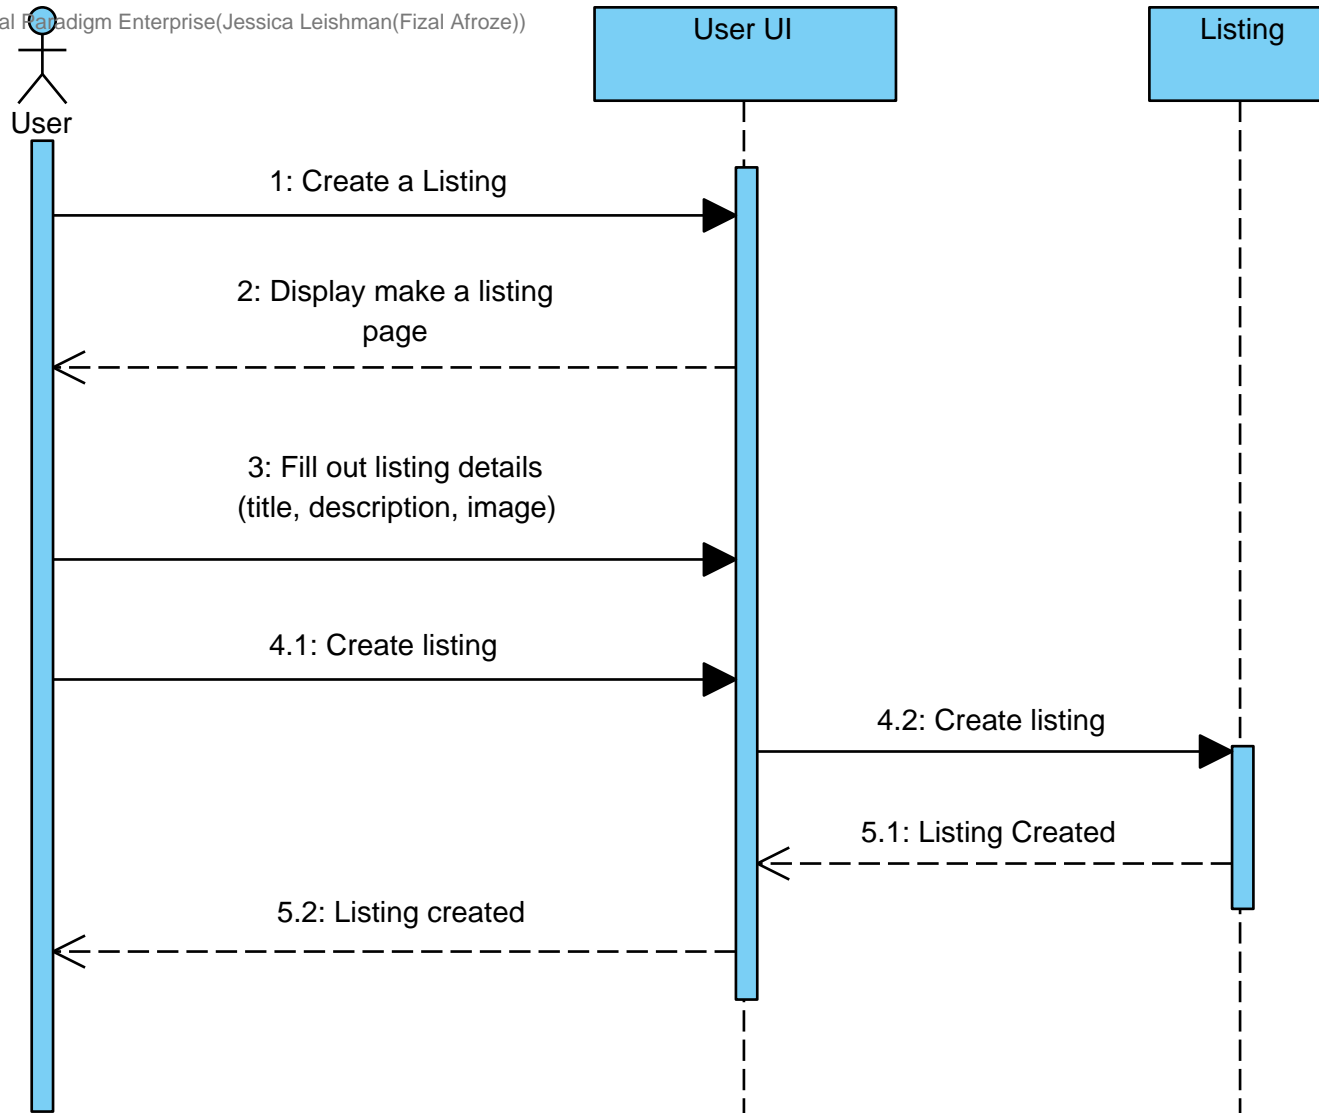 al Paradigm Enterprise(Jessica Leishman(Fizal Afroze))
User UI
Listing
User
1: Create a Listing
2: Display make a listing
page
3: Fill out listing details
(title, description, image)
4.1: Create listing
4.2: Create listing
5.1: Listing Created
5.2: Listing created